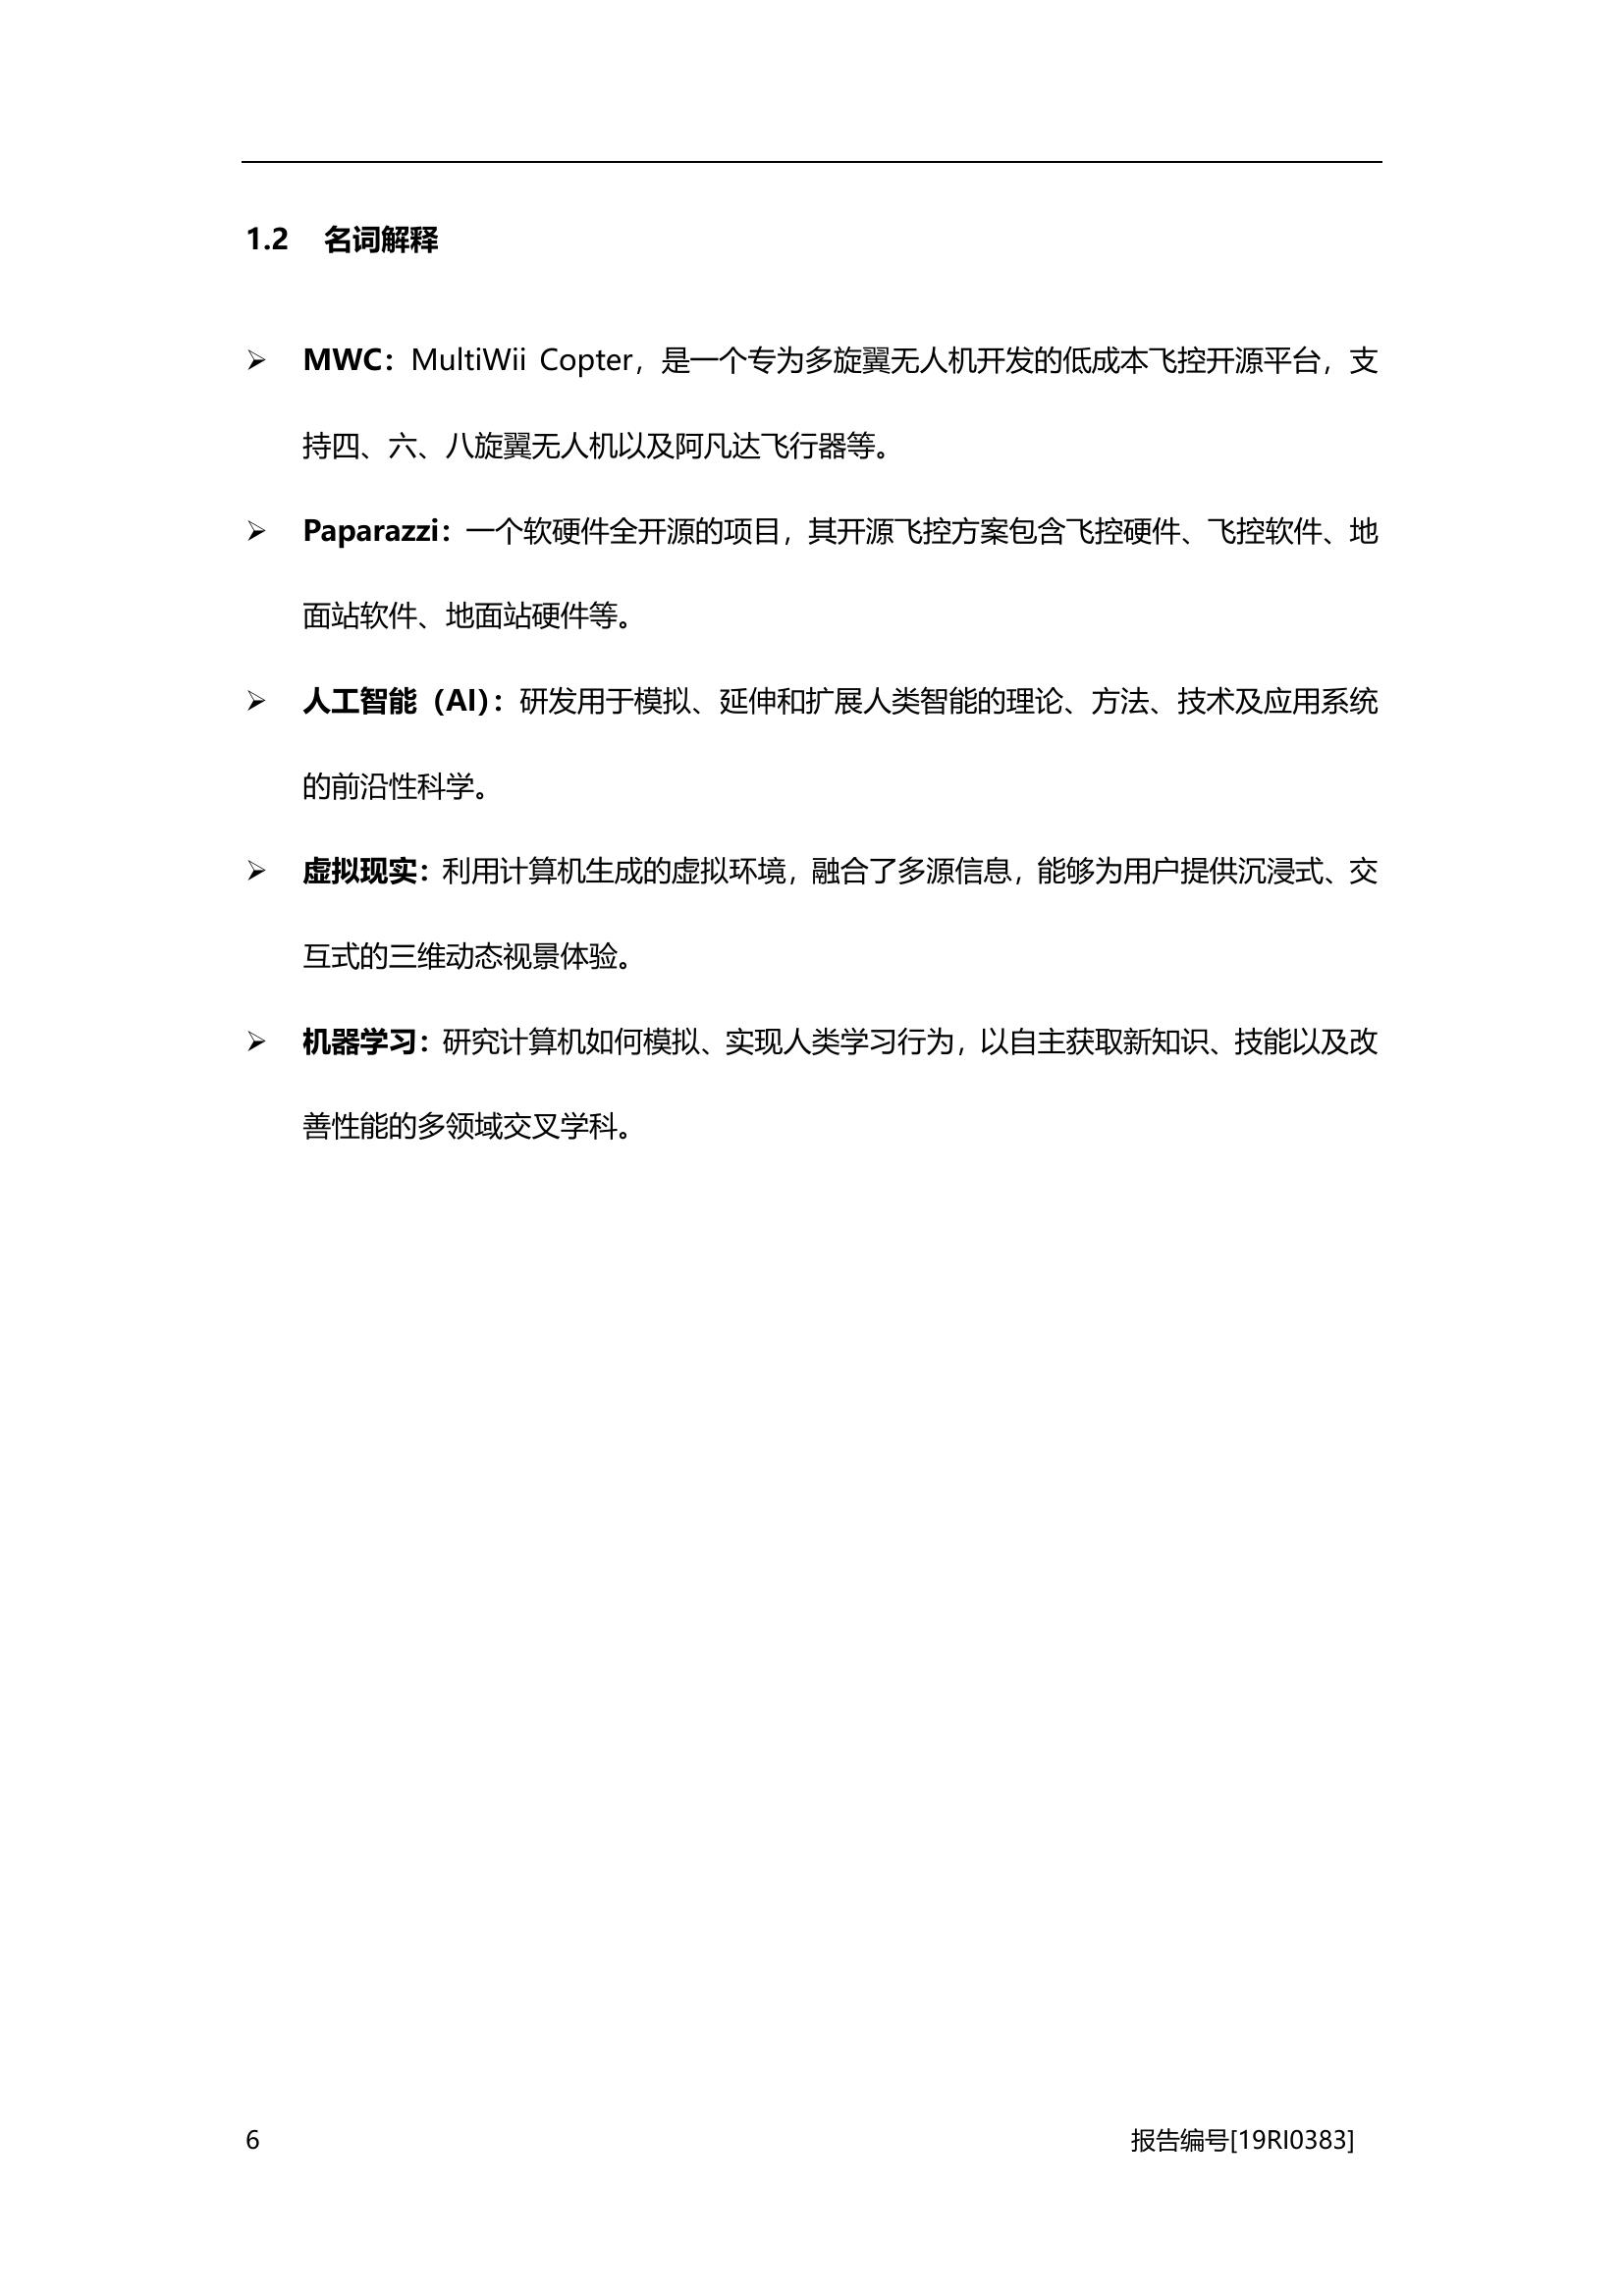 1.2 名词解释
➢ MWC：MultiWii Copter，是一个专为多旋翼无人机开发的低成本飞控开源平台，支
持四、六、八旋翼无人机以及阿凡达飞行器等。
➢ Paparazzi：一个软硬件全开源的项目，其开源飞控方案包含飞控硬件、飞控软件、地
面站软件、地面站硬件等。
➢ 人工智能（AI）：研发用于模拟、延伸和扩展人类智能的理论、方法、技术及应用系统
的前沿性科学。
➢ 虚拟现实：利用计算机生成的虚拟环境，融合了多源信息，能够为用户提供沉浸式、交
互式的三维动态视景体验。
➢ 机器学习：研究计算机如何模拟、实现人类学习行为，以自主获取新知识、技能以及改
善性能的多领域交叉学科。
6 报告编号[19RI0383]